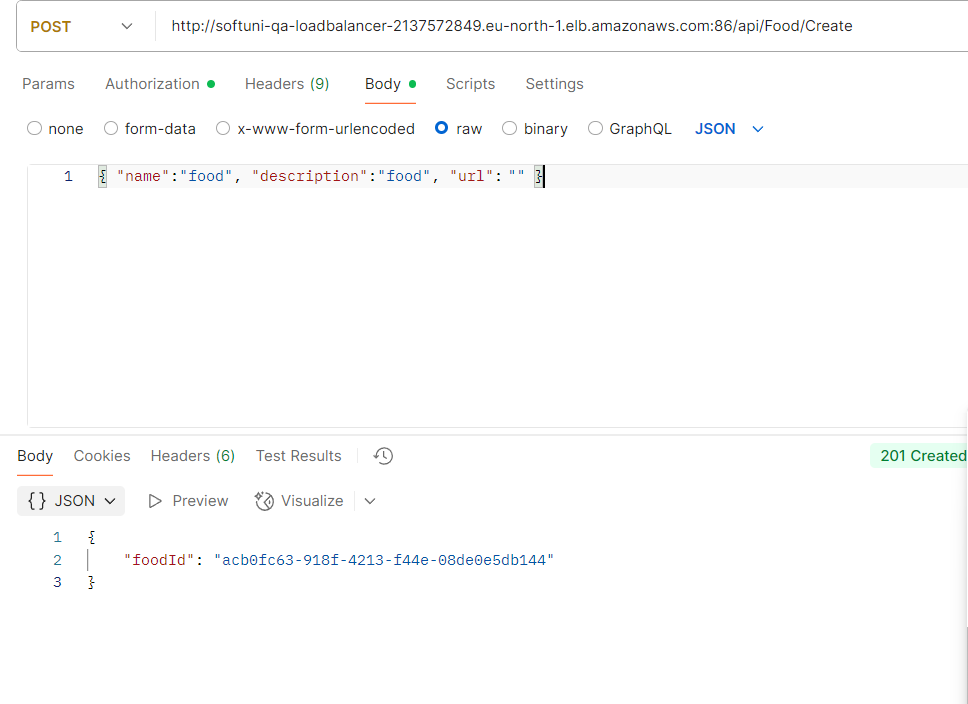 POST http://softuni-qa-loadbalancer-2137572849.eu-north-1.elb.amazonaws.com:86/api/Food/Create
Params Authorization Headers (9) Body Scripts Settings
none form-data x-www-form-urlencoded raw binary GraphQL JSON
1 { "name":"food", "description":"food", "url": "" }
Body Cookies Headers (6) Test Results 201 Created
{} JSON Preview Visualize
1 {
2 "foodId": "acb0fc63-918f-4213-f44e-08de0e5db144"
3 }